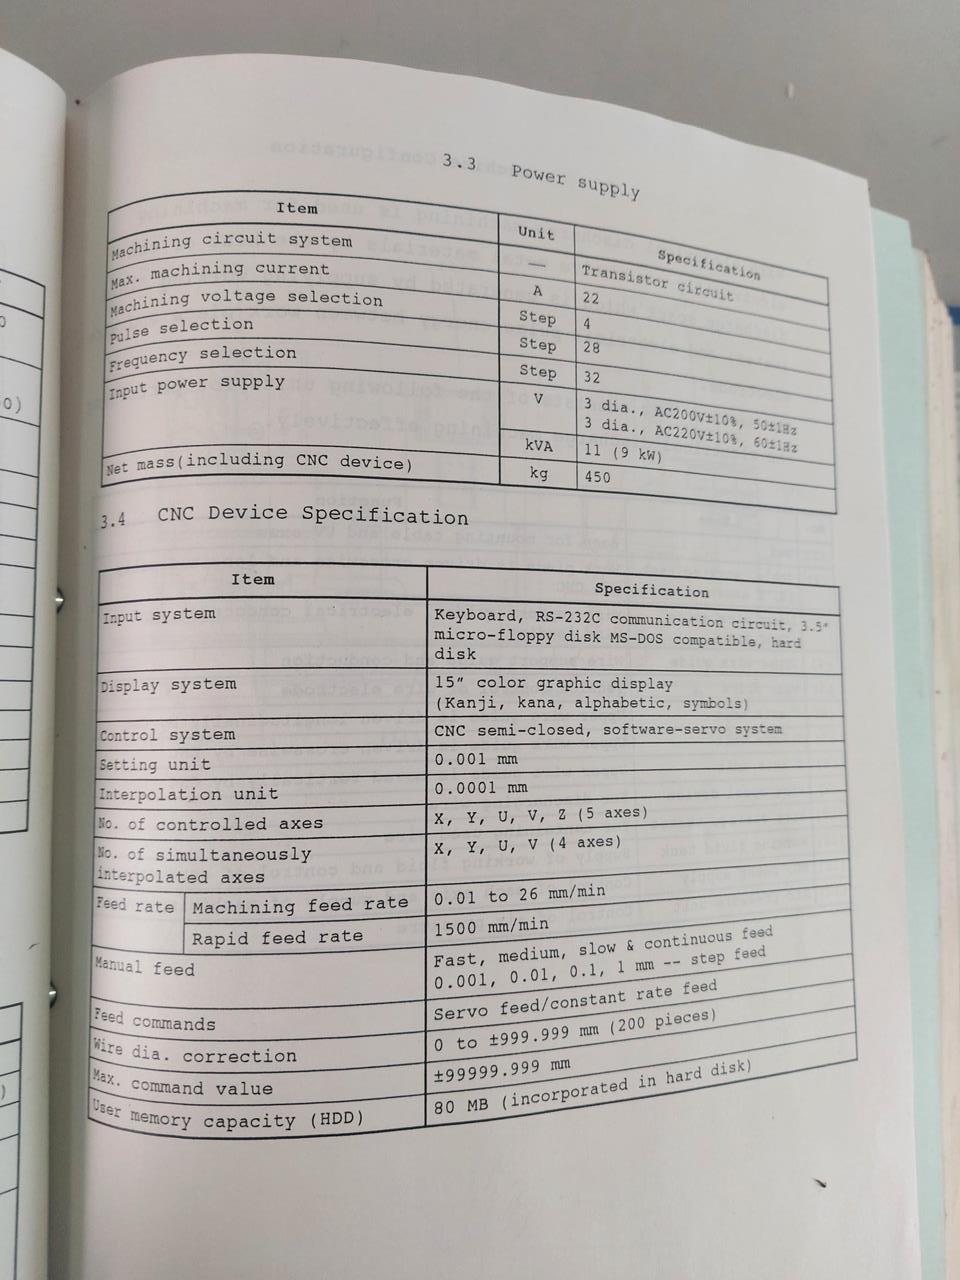 3.3 Power supply
Item Unit Specification
Machining circuit system — Transistor circuit
Max. machining current A 22
Machining voltage selection Step 4
Pulse selection Step 28
Frequency selection Step 32
Input power supply V 3 dia., AC200V±10%, 50±1Hz
3 dia., AC220V±10%, 60±1Hz
kVA 11 (9 kW)
Net mass(including CNC device) kg 450
3.4 CNC Device Specification
Item Specification
Input system Keyboard, RS-232C communication circuit, 3.5"
micro-floppy disk MS-DOS compatible, hard
disk
Display system 15" color graphic display
(Kanji, kana, alphabetic, symbols)
Control system CNC semi-closed, software-servo system
Setting unit 0.001 mm
Interpolation unit 0.0001 mm
No. of controlled axes X, Y, U, V, Z (5 axes)
No. of simultaneously X, Y, U, V (4 axes)
interpolated axes
Feed rate Machining feed rate 0.01 to 26 mm/min
Rapid feed rate 1500 mm/min
Manual feed Fast, medium, slow & continuous feed
0.001, 0.01, 0.1, 1 mm -- step feed
Feed commands Servo feed/constant rate feed
Wire dia. correction 0 to ±999.999 mm (200 pieces)
Max. command value ±99999.999 mm
User memory capacity (HDD) 80 MB (incorporated in hard disk)